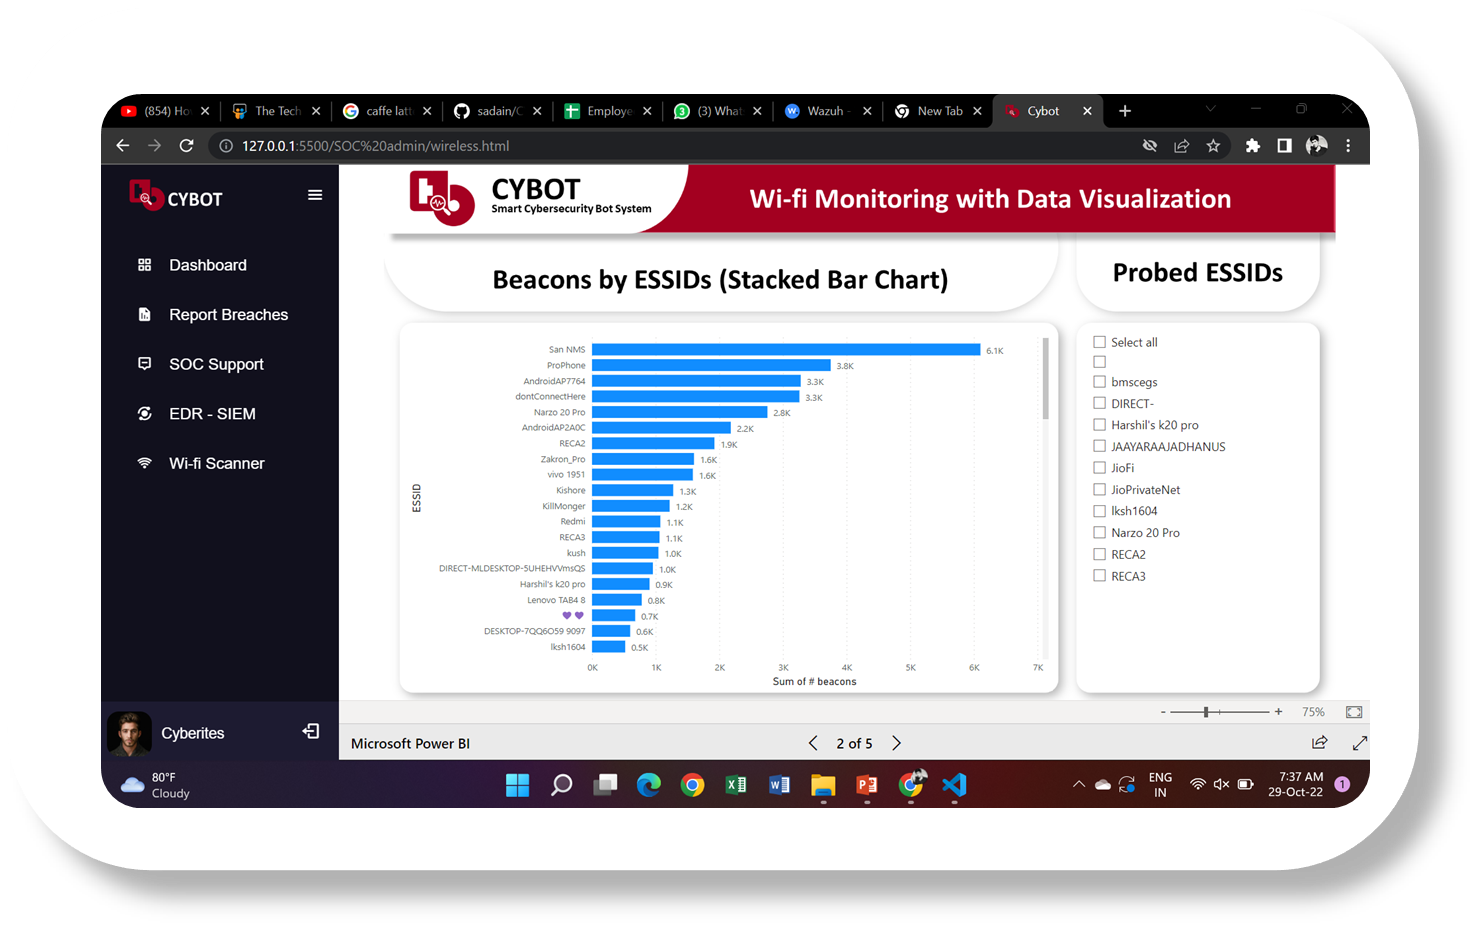 (854) Ho
The Tech
caffe latt
sadain/C
Employe
(3) What
Wazuh -
New Tab
Cybot
127.0.0.1:5500/SOC%20admin/wireless.html
CYBOT
Dashboard
Report Breaches
SOC Support
EDR - SIEM
Wi-fi Scanner
Cyberites
CYBOT
Smart Cybersecurity Bot System
Wi-fi Monitoring with Data Visualization
Beacons by ESSIDs (Stacked Bar Chart)
ESSID
San NMS 6.1K
ProPhone 3.8K
AndroidAP7764 3.3K
dontConnectHere 3.3K
Narzo 20 Pro 2.8K
AndroidAP2A0C 2.2K
RECA2 1.9K
Zakron_Pro 1.6K
vivo 1951 1.6K
Kishore 1.3K
KillMonger 1.2K
Redmi 1.1K
RECA3 1.1K
kush 1.0K
DIRECT-MLDESKTOP-5UHEHVVmsQS 1.0K
Harshil's k20 pro 0.9K
Lenovo TAB4 8 0.8K
💜💜 0.7K
DESKTOP-7QQ6O59 9097 0.6K
lksh1604 0.5K
0K 1K 2K 3K 4K 5K 6K 7K
Sum of # beacons
Probed ESSIDs
Select all
bmscegs
DIRECT-
Harshil's k20 pro
JAAYARAAJADHANUS
JioFi
JioPrivateNet
lksh1604
Narzo 20 Pro
RECA2
RECA3
- + 75%
Microsoft Power BI
2 of 5
80°F
Cloudy
ENG
IN
7:37 AM
29-Oct-22
1